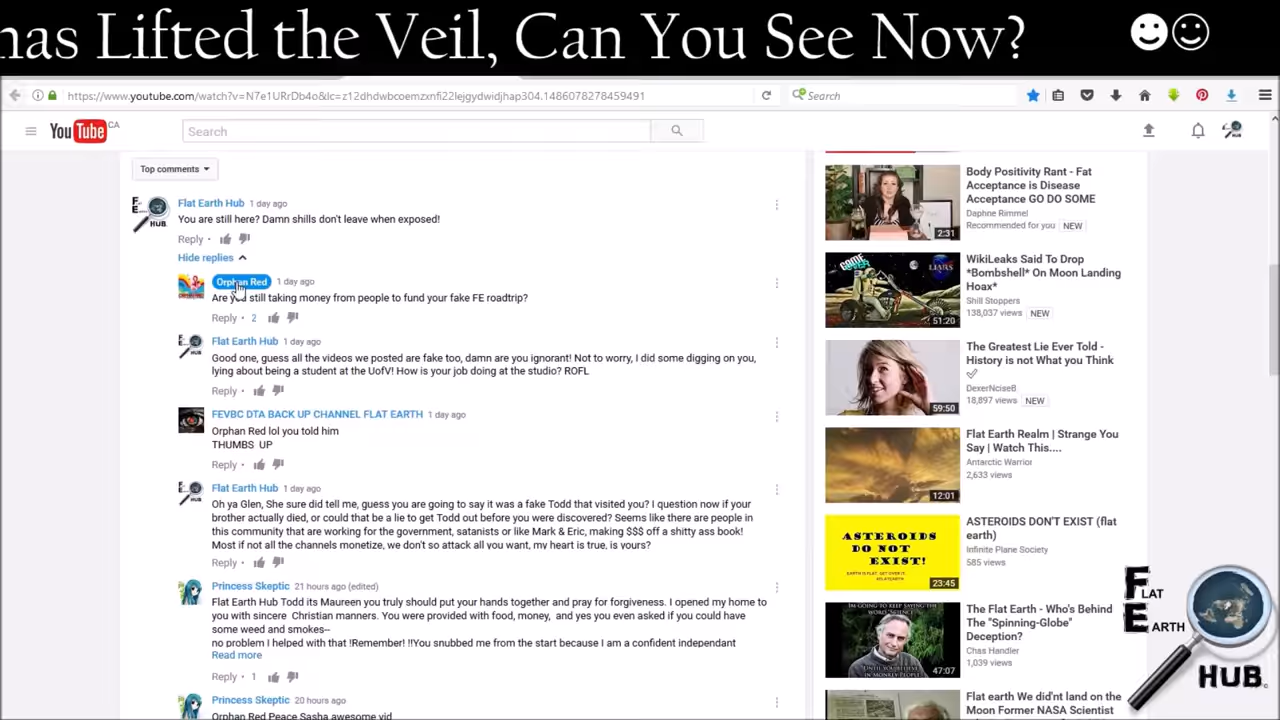 has Lifted the Veil, Can You See Now?
https://www.youtube.com/watch?v=N7e1URrDb4o&lc=z12dhdwbcoemzxnfi22lejgydwidjhap304.1486078278459491
Search
YouTube CA
Search
Top comments
Flat Earth Hub 1 day ago
You are still here? Damn shills don't leave when exposed!
Reply
Hide replies
Orphan Red 1 day ago
Are you still taking money from people to fund your fake FE roadtrip?
Reply · 2
Flat Earth Hub 1 day ago
Good one, guess all the videos we posted are fake too, damn are you ignorant! Not to worry, I did some digging on you,
lying about being a student at the UofV! How is your job doing at the studio? ROFL
Reply
FEVBC DTA BACK UP CHANNEL FLAT EARTH 1 day ago
Orphan Red lol you told him
THUMBS UP
Reply
Flat Earth Hub 1 day ago
Oh ya Glen, She sure did tell me, guess you are going to say it was a fake Todd that visited you? I question now if your
brother actually died, or could that be a lie to get Todd out before you were discovered? Seems like there are people in
this community that are working for the government, satanists or like Mark & Eric, making $$$ off a shitty ass book!
Most if not all the channels monetize, we don't so attack all you want, my heart is true, is yours?
Reply
Princess Skeptic 21 hours ago (edited)
Flat Earth Hub Todd its Maureen you truly should put your hands together and pray for forgiveness. I opened my home to
you with sincere Christian manners. You were provided with food, money, and yes you even asked if you could have
some weed and smokes--
no problem I helped with that !Remember! !!You snubbed me from the start because I am a confident independant
Read more
Reply · 1
Princess Skeptic 20 hours ago
Orphan Red Peace Sasha awesome vid
Body Positivity Rant - Fat
Acceptance is Disease
Acceptance GO DO SOME
Daphne Rimmel
Recommended for you NEW
2:31
WikiLeaks Said To Drop
*Bombshell* On Moon Landing
Hoax*
Shill Stoppers
138,037 views NEW
GAME OVER
LIARS
51:20
The Greatest Lie Ever Told -
History is not What you Think
DexerNciseB
18,897 views NEW
59:50
Flat Earth Realm | Strange You
Say | Watch This....
Antarctic Warrior
2,633 views
12:01
ASTEROIDS DON'T EXIST (flat
earth)
Infinite Plane Society
585 views
ASTEROIDS
DO NOT
EXIST!
23:45
The Flat Earth - Who's Behind
The "Spinning-Globe"
Deception?
Chas Handler
1,039 views
47:07
Flat earth We did'nt land on the
Moon Former NASA Scientist
FLAT
EARTH
HUB